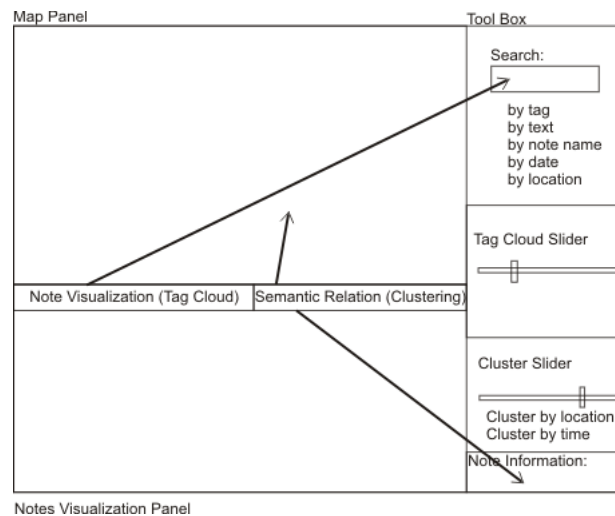 Map Panel
Tool Box
Search:
by tag
by text
by note name
by date
by location
Tag Cloud Slider
Note Visualization (Tag Cloud)
Semantic Relation (Clustering)
Cluster Slider
Cluster by location
Cluster by time
Note Information:
Notes Visualization Panel